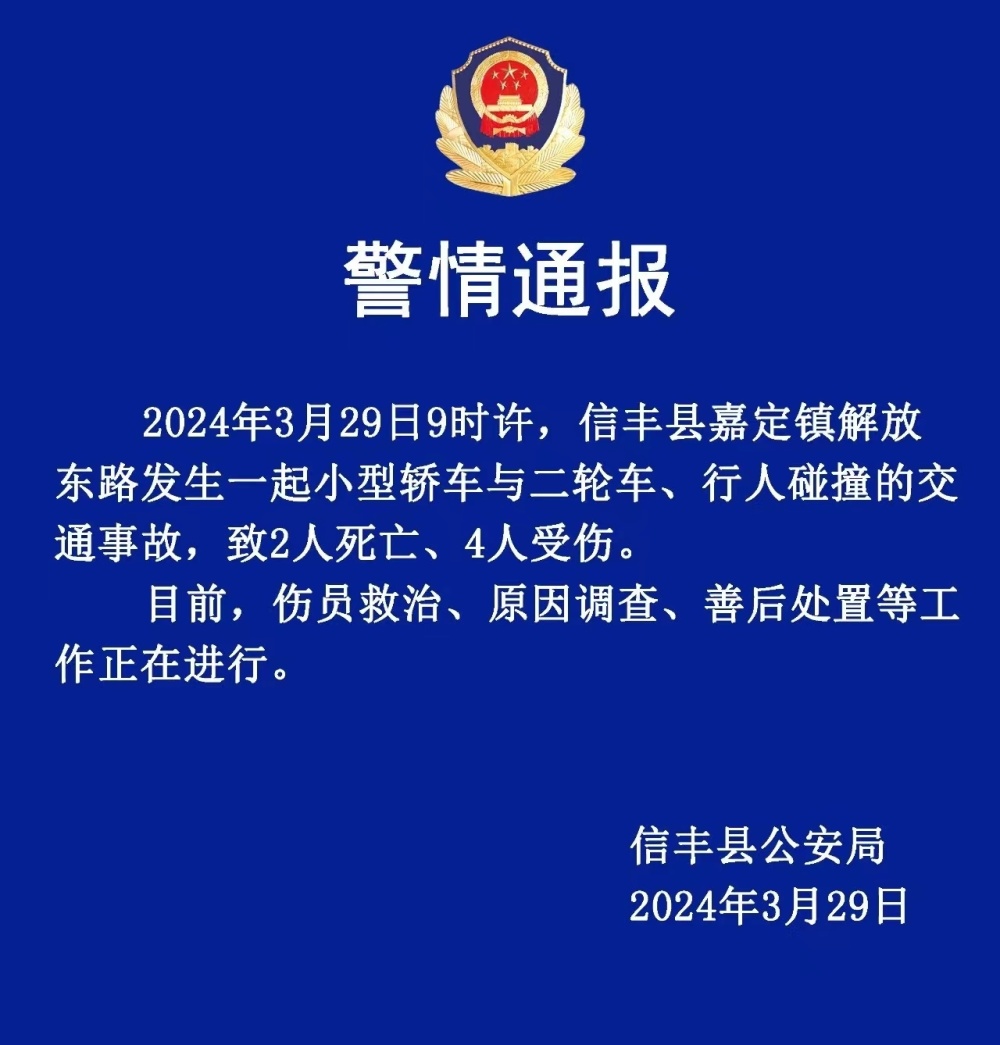 警情通报
2024年3月29日9时许，信丰县嘉定镇解放
东路发生一起小型轿车与二轮车、行人碰撞的交
通事故，致2人死亡、4人受伤。
目前，伤员救治、原因调查、善后处置等工
作正在进行。
信丰县公安局
2024年3月29日